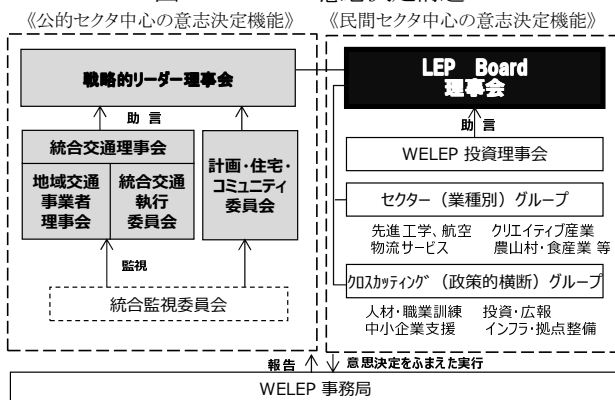 《公的セクタ中心の意志決定機能》
《民間セクタ中心の意志決定機能》
戦略的リーダー理事会
助言
統合交通理事会
地域交通
事業者
理事会
統合交通
執行
委員会
計画・住宅・
コミュニティ
委員会
監視
統合監視委員会
LEP Board
理事会
助言
WELEP 投資理事会
セクター（業種別）グループ
先進工学、航空 クリエイティブ産業
物流サービス 農山村・食産業 等
クロスカッティング（政策的横断）グループ
人材・職業訓練 投資・広報
中小企業支援 インフラ・拠点整備
報告
意思決定をふまえた実行
WELEP 事務局